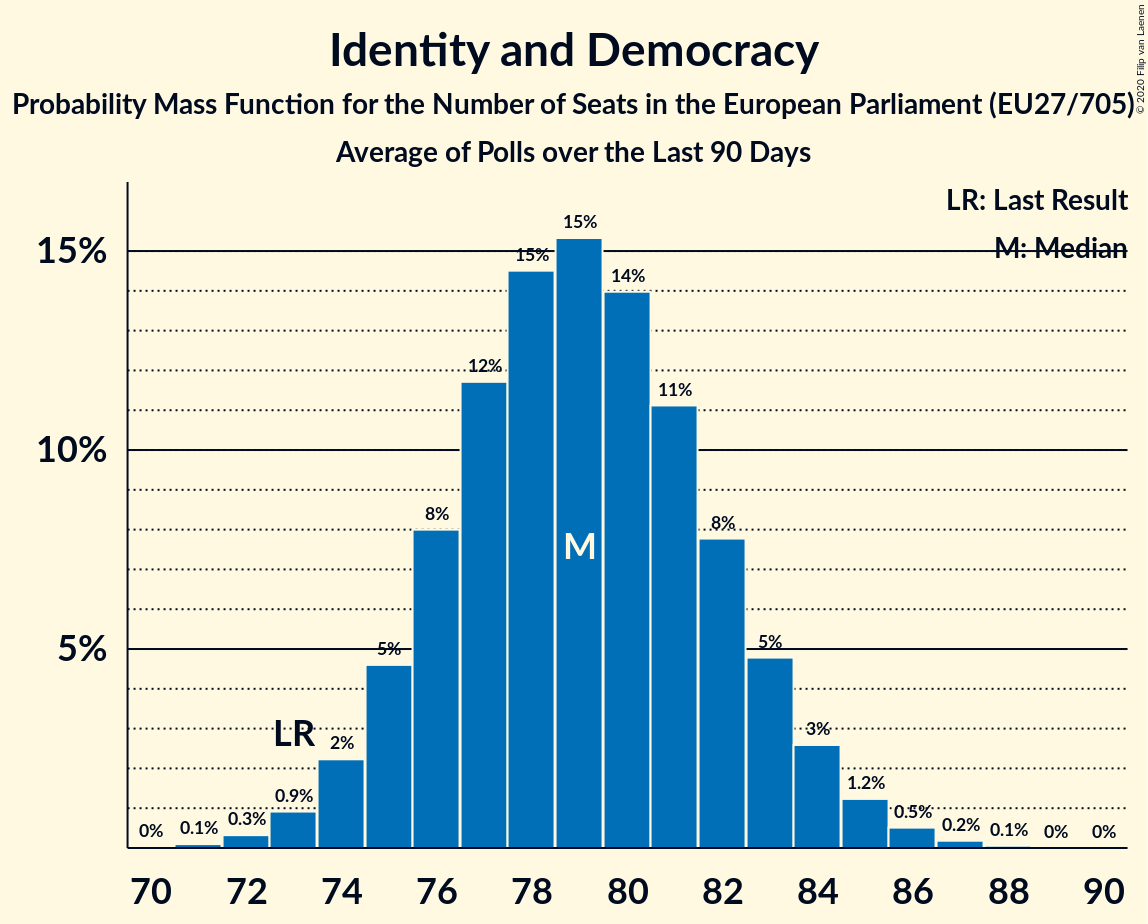 Identity and Democracy
Probability Mass Function for the Number of Seats in the European Parliament (EU27/705)
Average of Polls over the Last 90 Days
© 2020 Filip van Laenen
LR: Last Result
M: Median
15%
10%
5%
0%
0.1%
0.3%
0.9%
LR
2%
5%
8%
12%
15%
15%
M
14%
11%
8%
5%
3%
1.2%
0.5%
0.2%
0.1%
0%
0%
70 72 74 76 78 80 82 84 86 88 90